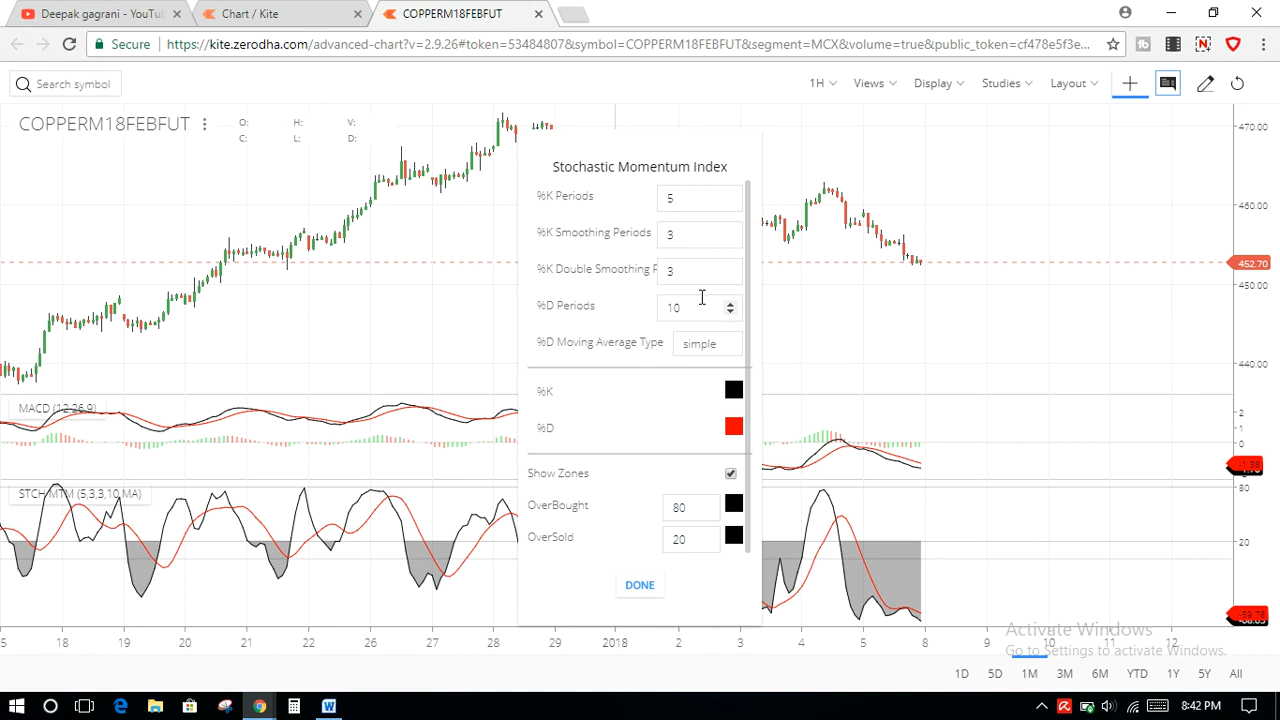 Deepak gagrani - YouTu
Chart / Kite
COPPERM18FEBFUT
Secure
https://kite.zerodha.com/advanced-chart?v=2.9.26#token=53484807&symbol=COPPERM18FEBFUT&segment=MCX&volume=true&public_token=cf478e5f3e...
Search symbol
1H
Views
Display
Studies
Layout
COPPERM18FEBFUT
O:
H:
V:
C:
L:
D:
470.00
460.00
452.70
450.00
440.00
Stochastic Momentum Index
%K Periods
5
%K Smoothing Periods
3
%K Double Smoothing P
3
%D Periods
10
%D Moving Average Type
simple
%K
%D
Show Zones
OverBought
80
OverSold
20
DONE
MACD (12,26,9)
2
1
0
STCH MTM (5,3,3,10,MA)
80
20
5
18
19
20
21
22
26
27
28
29
2018
2
3
4
5
8
9
10
11
12
Activate Windows
Go to Settings to activate Windows.
1D
5D
1M
3M
6M
YTD
1Y
5Y
All
8:42 PM